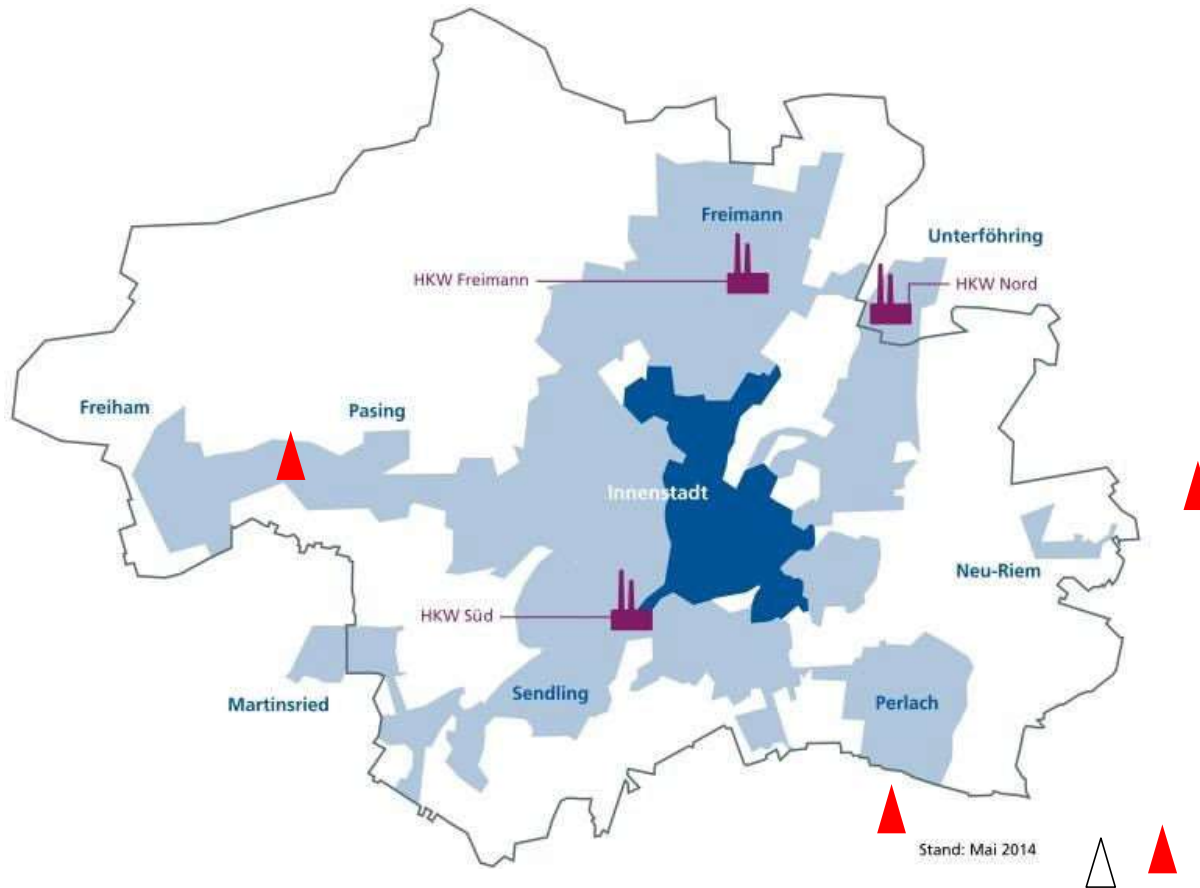 Freimann
Unterföhring
HKW Freimann
HKW Nord
Freiham
Pasing
Innenstadt
Neu-Riem
HKW Süd
Martinsried
Sendling
Perlach
Stand: Mai 2014